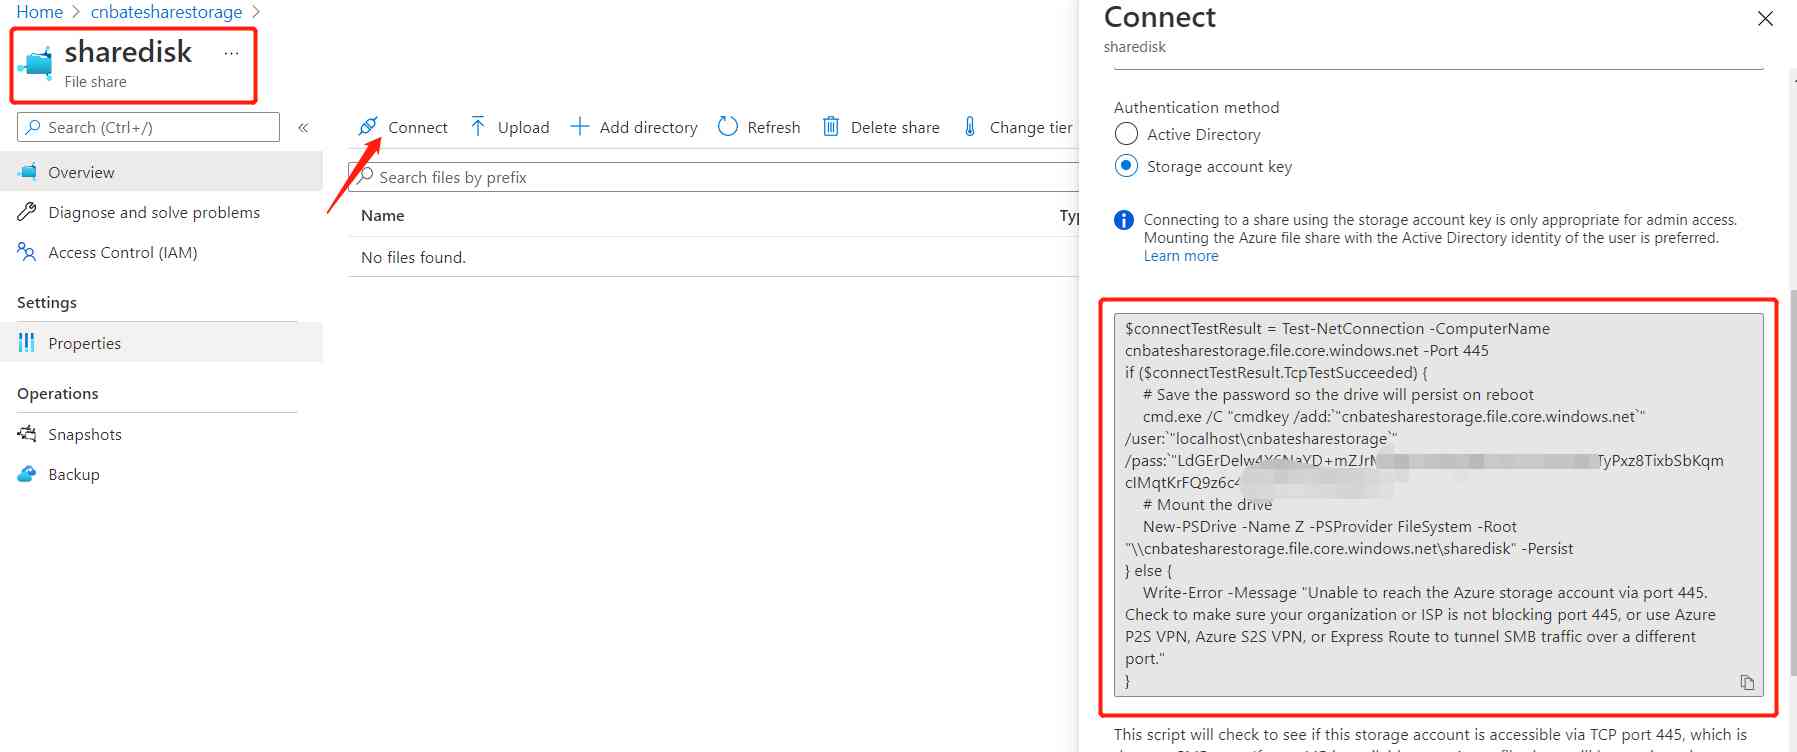 Home > cnbatesharestorage >
sharedisk ...
File share
Search (Ctrl+/) «
Overview
Diagnose and solve problems
Access Control (IAM)
Settings
Properties
Operations
Snapshots
Backup
Connect Upload Add directory Refresh Delete share Change tier
Search files by prefix
Name
No files found.
Connect
sharedisk
Authentication method
Active Directory
Storage account key
Connecting to a share using the storage account key is only appropriate for admin access.
Mounting the Azure file share with the Active Directory identity of the user is preferred.
Learn more
$connectTestResult = Test-NetConnection -ComputerName
cnbatesharestorage.file.core.windows.net -Port 445
if ($connectTestResult.TcpTestSucceeded) {
# Save the password so the drive will persist on reboot
cmd.exe /C "cmdkey /add:`"cnbatesharestorage.file.core.windows.net`"
/user:`"localhost\cnbatesharestorage`"
/pass:`"
# Mount the drive
New-PSDrive -Name Z -PSProvider FileSystem -Root
"\\cnbatesharestorage.file.core.windows.net\sharedisk" -Persist
} else {
Write-Error -Message "Unable to reach the Azure storage account via port 445.
Check to make sure your organization or ISP is not blocking port 445, or use Azure
P2S VPN, Azure S2S VPN, or Express Route to tunnel SMB traffic over a different
port."
}
This script will check to see if this storage account is accessible via TCP port 445, which is